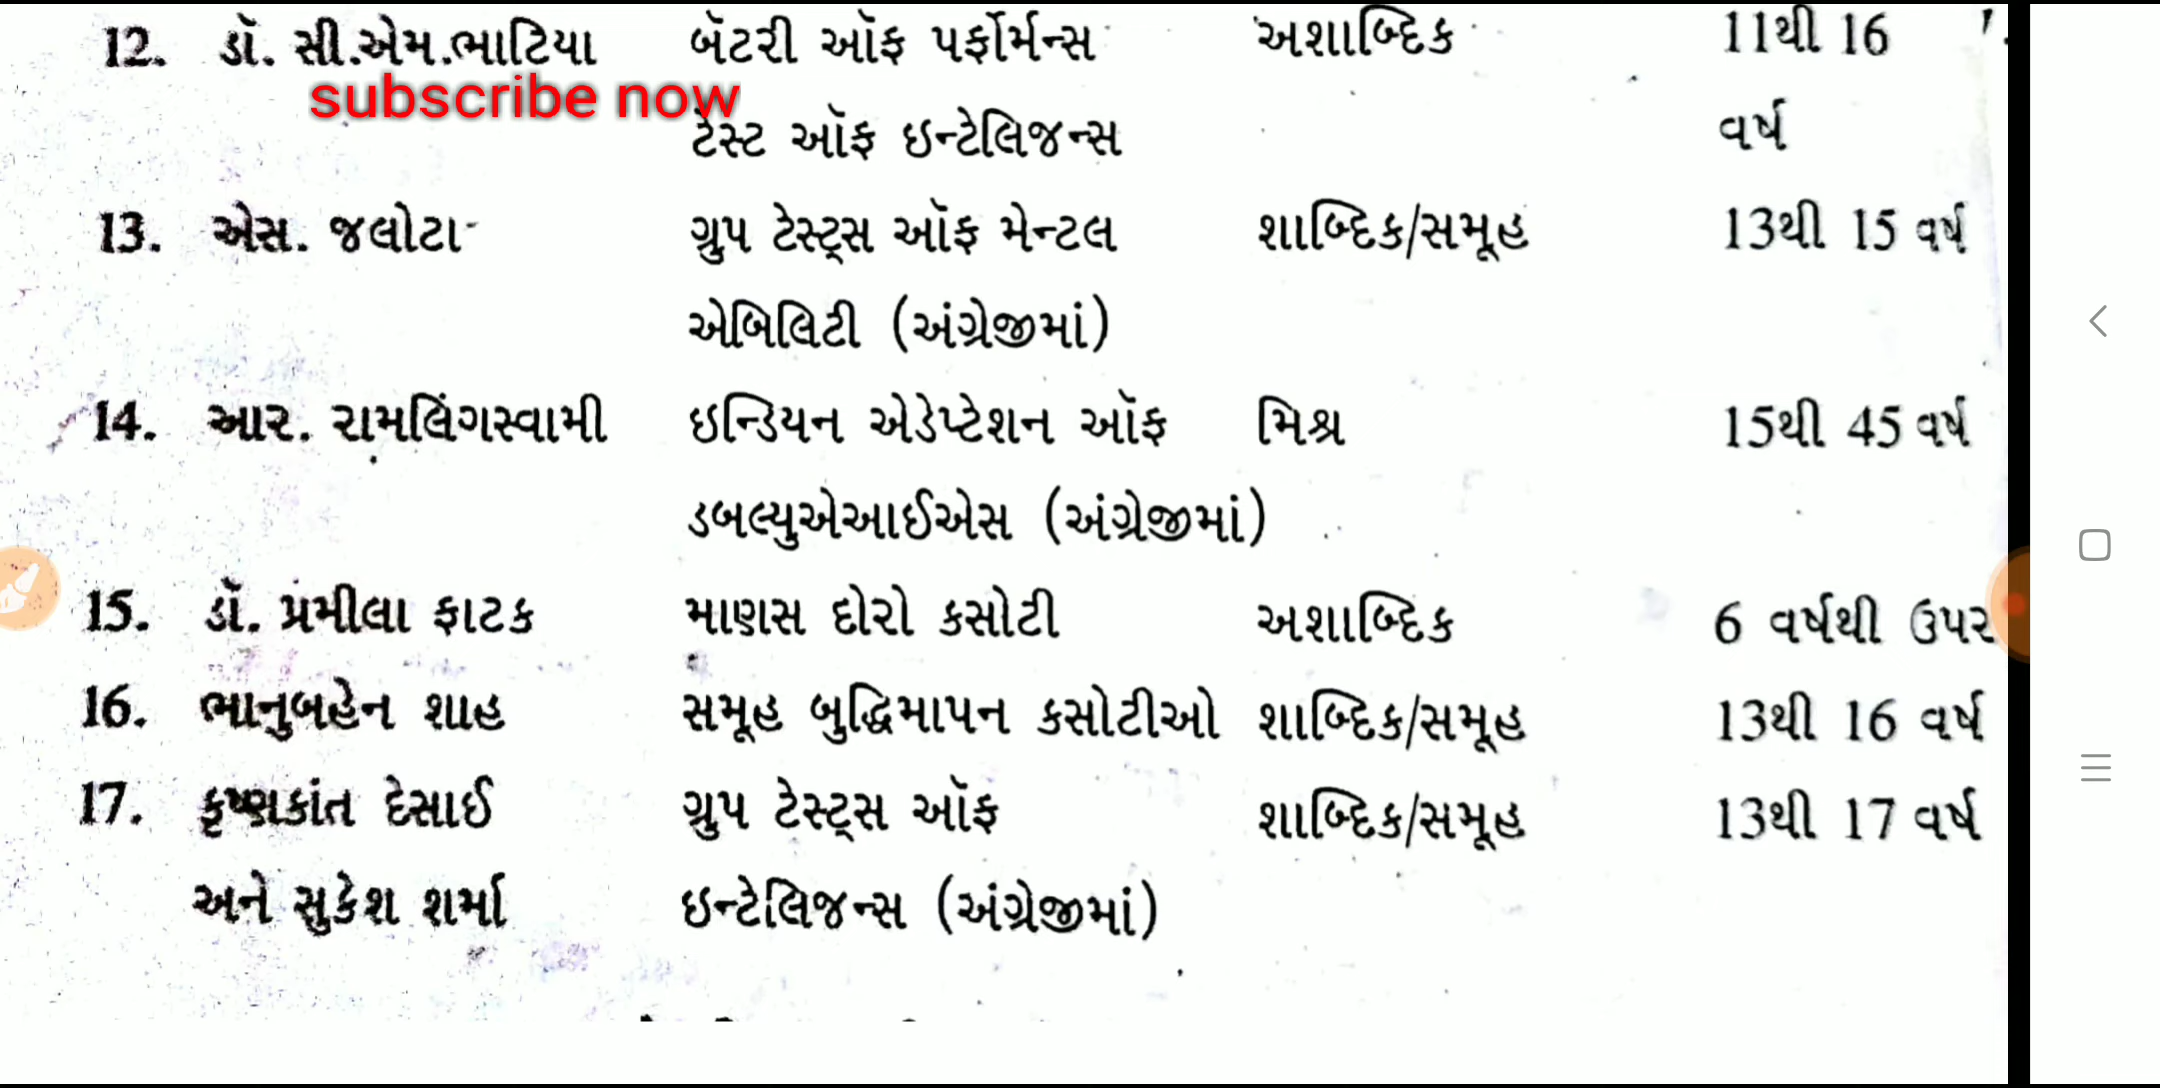 12. ડૉ. સી.એમ.ભાટિયા બૅટરી ઑફ પર્ફોર્મન્સ અશાબ્દિક 11થી 16
subscribe now
ટેસ્ટ ઑફ ઇન્ટેલિજન્સ વર્ષ
13. એસ. જલોટા ગ્રુપ ટેસ્ટ્સ ઑફ મેન્ટલ શાબ્દિક/સમૂહ 13થી 15 વર્ષ
એબિલિટી (અંગ્રેજીમાં)
14. આર. રામલિંગસ્વામી ઇન્ડિયન એડેપ્ટેશન ઑફ મિશ્ર 15થી 45 વર્ષ
ડબલ્યુએઆઈએસ (અંગ્રેજીમાં)
15. ડૉ. પ્રમીલા ફાટક માણસ દોરો કસોટી અશાબ્દિક 6 વર્ષથી ઉપર
16. ભાનુબહેન શાહ સમૂહ બુદ્ધિમાપન કસોટીઓ શાબ્દિક/સમૂહ 13થી 16 વર્ષ
17. કૃષ્ણકાંત દેસાઈ ગ્રુપ ટેસ્ટ્સ ઑફ શાબ્દિક/સમૂહ 13થી 17 વર્ષ
અને સુકેશ શર્મા ઇન્ટેલિજન્સ (અંગ્રેજીમાં)